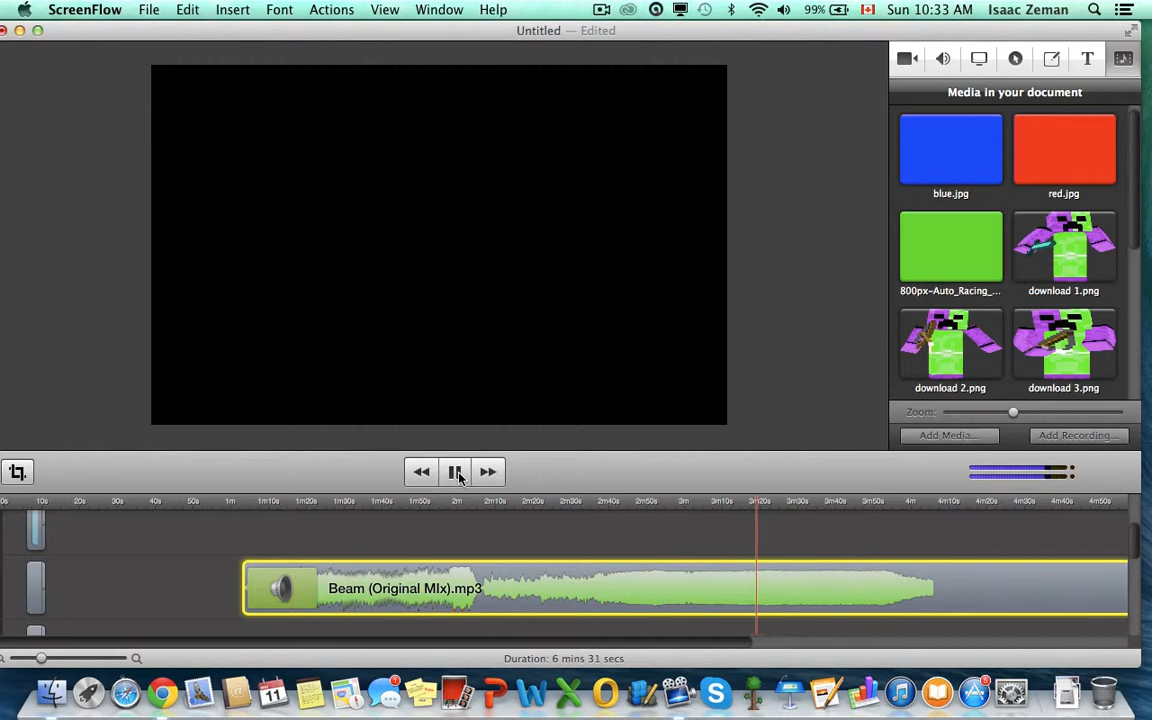 ScreenFlow File Edit Insert Font Actions View Window Help 99% Sun 10:33 AM Isaac Zeman
Untitled — Edited
T
Media in your document
blue.jpg red.jpg
800px-Auto_Racing_... download 1.png
download 2.png download 3.png
Zoom:
Add Media... Add Recording...
0s 10s 20s 30s 40s 50s 1m 1m10s 1m20s 1m30s 1m40s 1m50s 2m 2m10s 2m20s 2m30s 2m40s 2m50s 3m 3m10s 3m20s 3m30s 3m40s 3m50s 4m 4m10s 4m20s 4m30s 4m40s 4m50s
Beam (Original MIx).mp3
Duration: 6 mins 31 secs
11 1 5